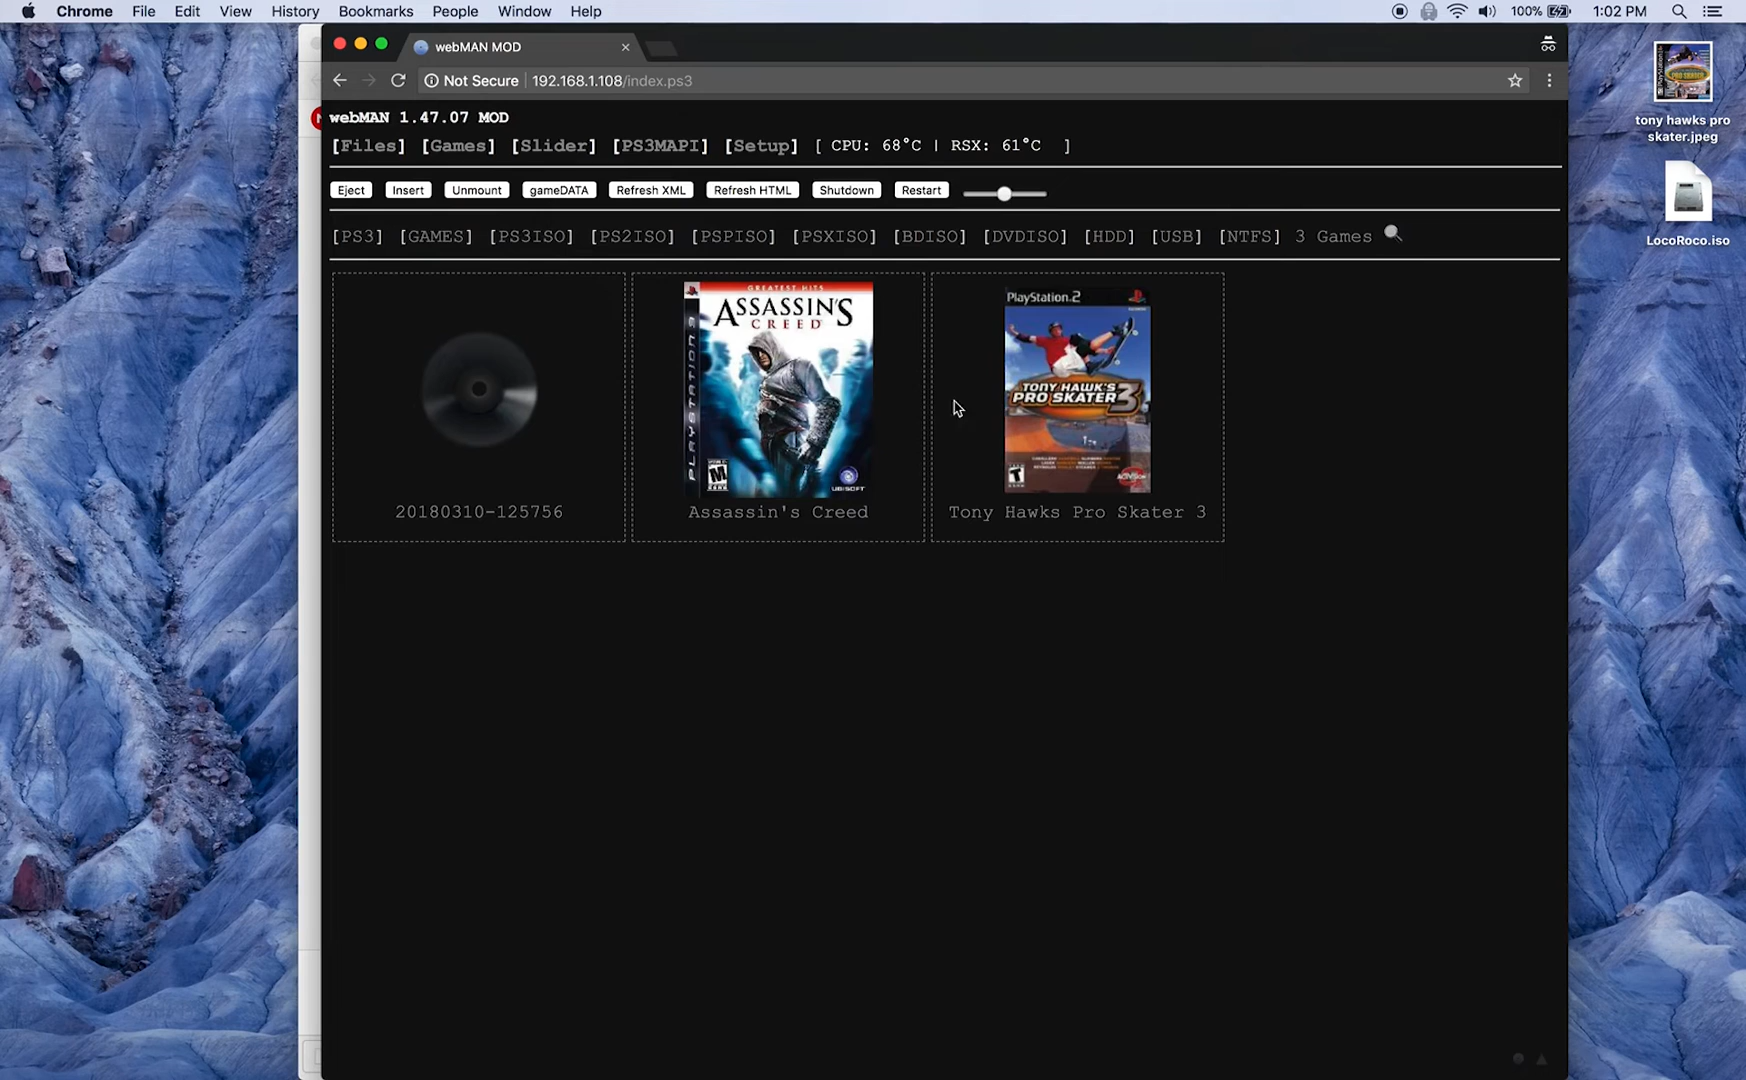 Chrome File Edit View History Bookmarks People Window Help 100% 1:02 PM
webMAN MOD
Not Secure 192.168.1.108/index.ps3
webMAN 1.47.07 MOD
[Files] [Games] [Slider] [PS3MAPI] [Setup] [ CPU: 68°C | RSX: 61°C ]
Eject Insert Unmount gameDATA Refresh XML Refresh HTML Shutdown Restart
[PS3] [GAMES] [PS3ISO] [PS2ISO] [PSPISO] [PSXISO] [BDISO] [DVDISO] [HDD] [USB] [NTFS] 3 Games
20180310-125756
GREATEST HITS
ASSASSIN'S
CREED
PLAYSTATION 3
M
UBISOFT
Assassin's Creed
PlayStation 2
TONY HAWK'S
PRO SKATER 3
T
ACTIVISION
Tony Hawks Pro Skater 3
PRO SKATER
tony hawks pro
skater.jpeg
LocoRoco.iso